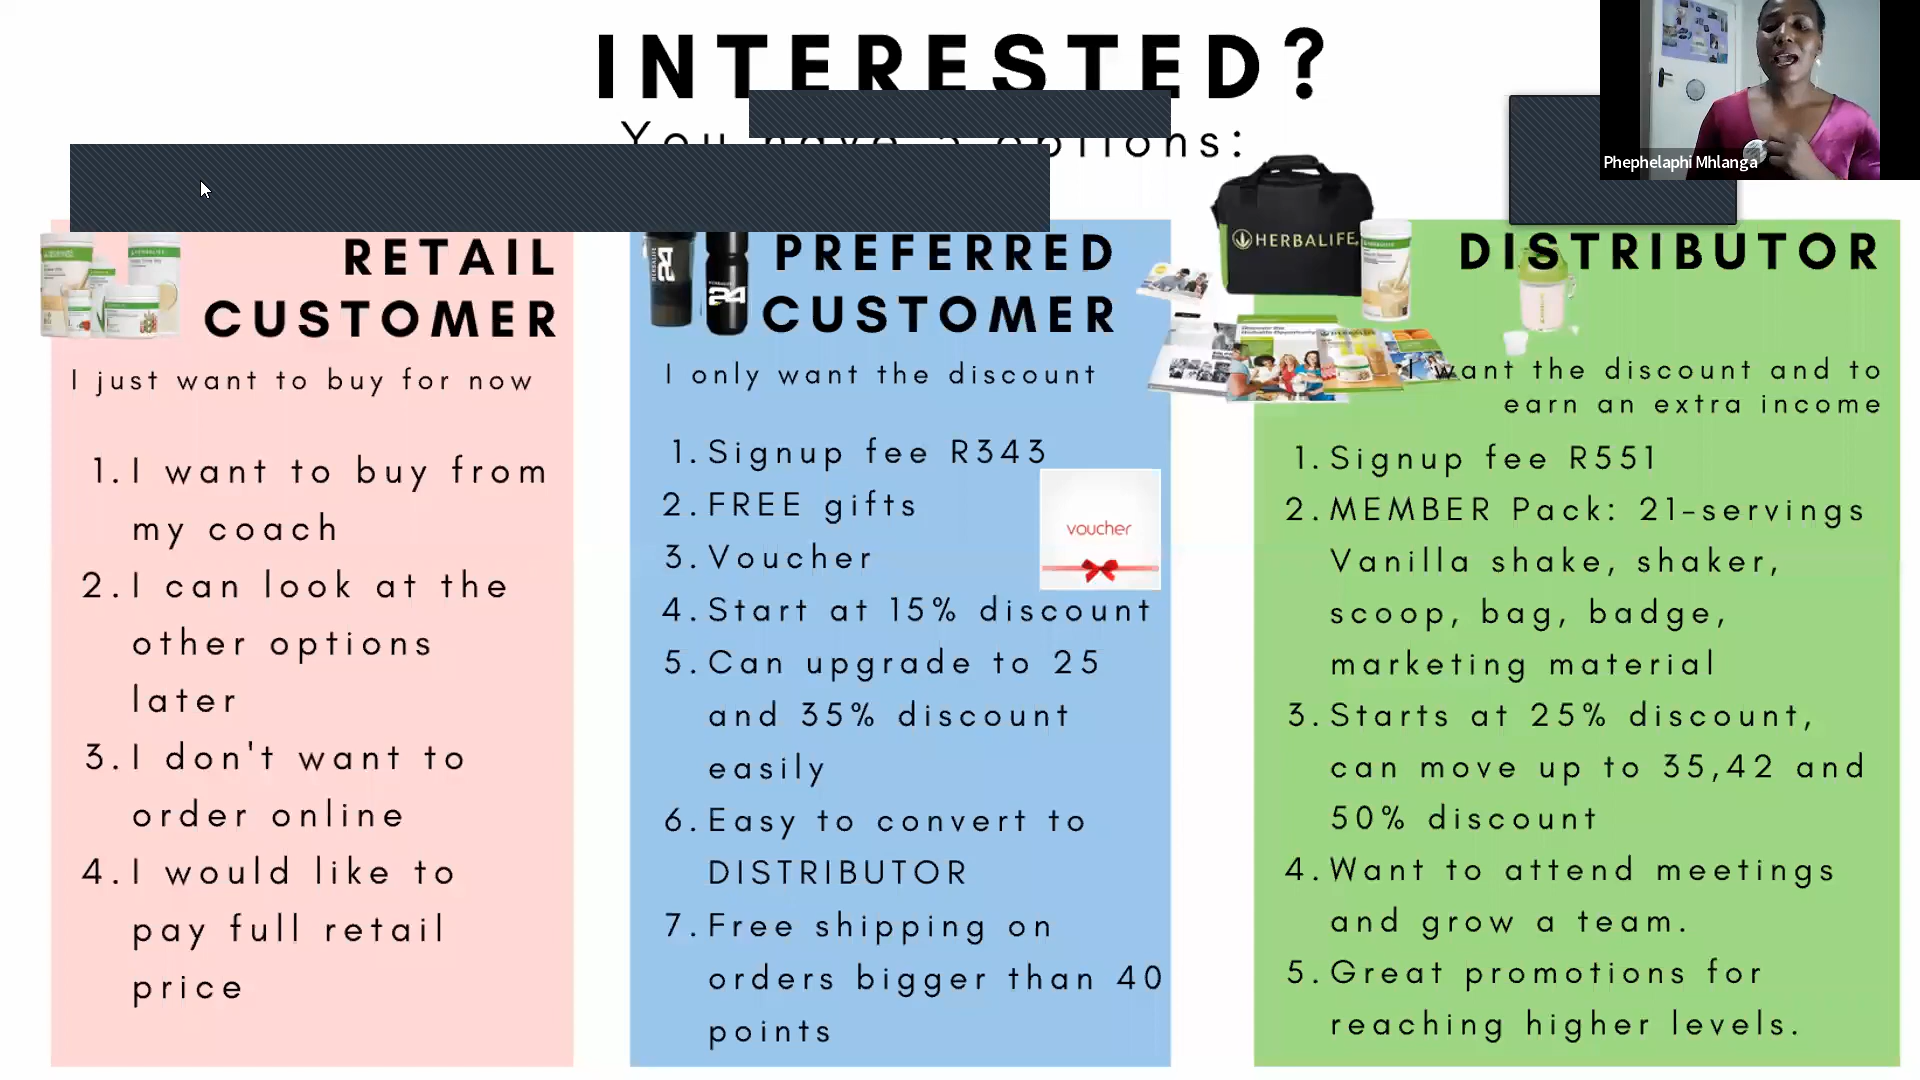 INTERESTED?
You have 3 options:
Phephelaphi Mhlanga
HERBALIFE
RETAIL
CUSTOMER
I just want to buy for now
1. I want to buy from
my coach
2. I can look at the
other options
later
3. I don't want to
order online
4. I would like to
pay full retail
price
24
24
PREFERRED
CUSTOMER
I only want the discount
1. Signup fee R343
2. FREE gifts
3. Voucher
voucher
4. Start at 15% discount
5. Can upgrade to 25
and 35% discount
easily
6. Easy to convert to
DISTRIBUTOR
7. Free shipping on
orders bigger than 40
points
DISTRIBUTOR
I want the discount and to
earn an extra income
1. Signup fee R551
2. MEMBER Pack: 21-servings
Vanilla shake, shaker,
scoop, bag, badge,
marketing material
3. Starts at 25% discount,
can move up to 35,42 and
50% discount
4. Want to attend meetings
and grow a team.
5. Great promotions for
reaching higher levels.